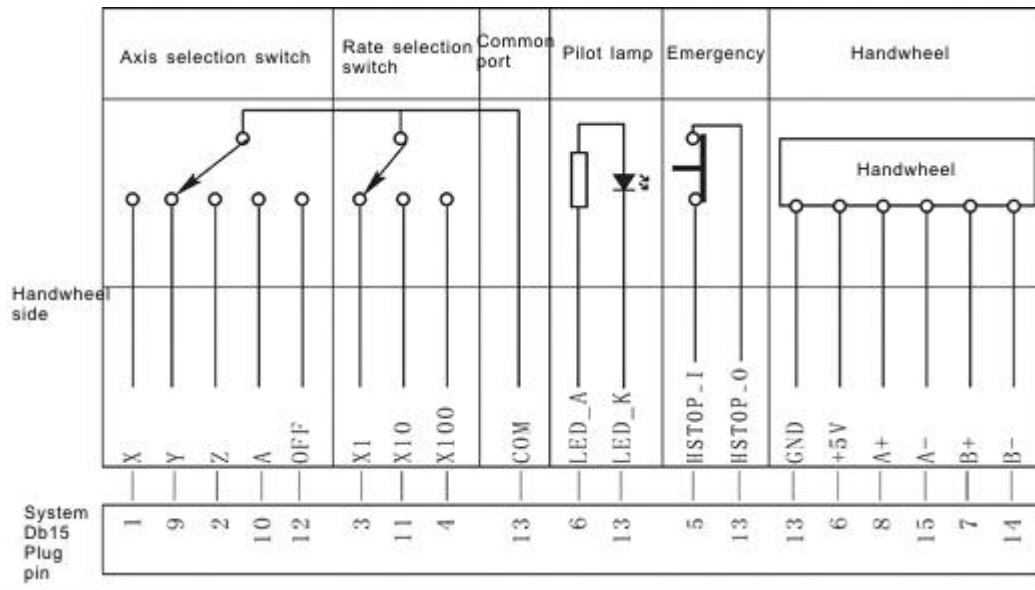 Axis selection switch
Rate selection
switch
Common
port
Pilot lamp
Emergency
Handwheel
Handwheel
Handwheel
side
X
Y
Z
A
OFF
X1
X10
X100
COM
LED_A
LED_K
HSTOP-I
HSTOP-O
GND
+5V
A+
A-
B+
B-
System
Db15
Plug
pin
1
9
2
10
12
3
11
4
13
6
13
5
13
13
6
8
15
7
14